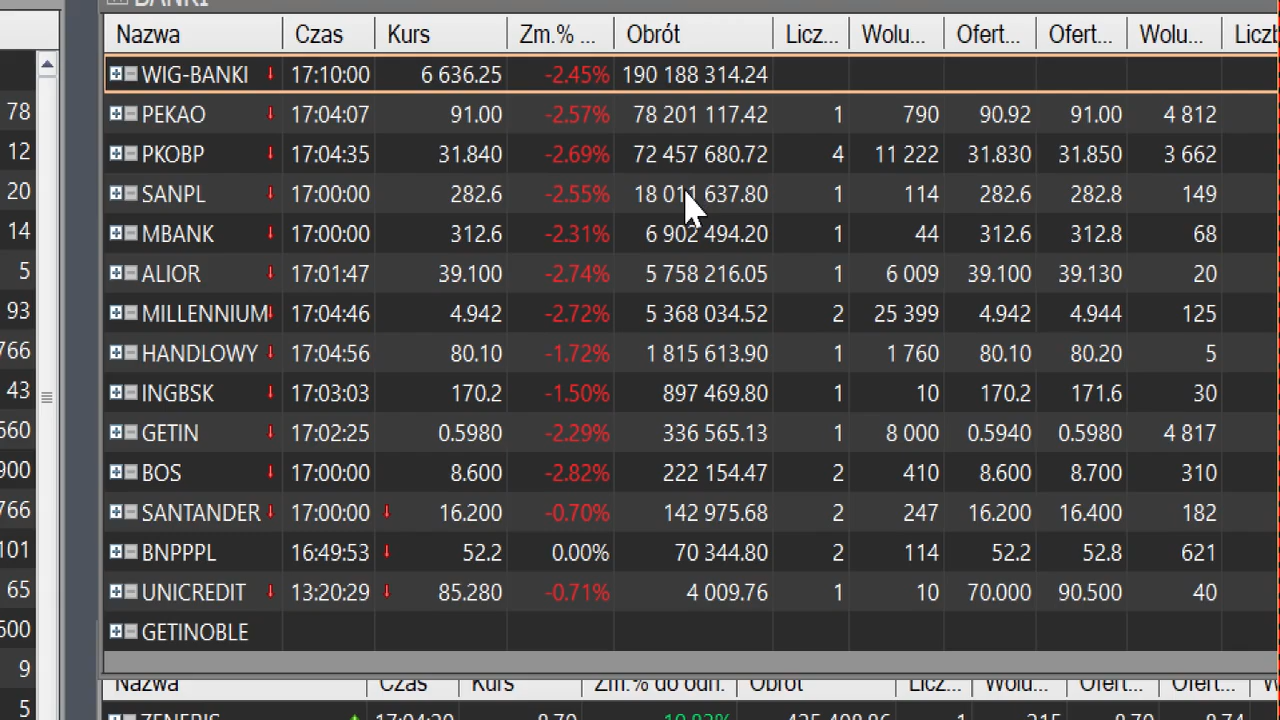 BANKI
Nazwa Czas Kurs Zm.% ... Obrót Licz... Wolu... Ofert... Ofert... Wolu... Liczb
WIG-BANKI 17:10:00 6 636.25 -2.45% 190 188 314.24
78 PEKAO 17:04:07 91.00 -2.57% 78 201 117.42 1 790 90.92 91.00 4 812
12 PKOBP 17:04:35 31.840 -2.69% 72 457 680.72 4 11 222 31.830 31.850 3 662
20 SANPL 17:00:00 282.6 -2.55% 18 011 637.80 1 114 282.6 282.8 149
14 MBANK 17:00:00 312.6 -2.31% 6 902 494.20 1 44 312.6 312.8 68
5 ALIOR 17:01:47 39.100 -2.74% 5 758 216.05 1 6 009 39.100 39.130 20
93 MILLENNIUM 17:04:46 4.942 -2.72% 5 368 034.52 2 25 399 4.942 4.944 125
766 HANDLOWY 17:04:56 80.10 -1.72% 1 815 613.90 1 1 760 80.10 80.20 5
43 INGBSK 17:03:03 170.2 -1.50% 897 469.80 1 10 170.2 171.6 30
560 GETIN 17:02:25 0.5980 -2.29% 336 565.13 1 8 000 0.5940 0.5980 4 817
900 BOS 17:00:00 8.600 -2.82% 222 154.47 2 410 8.600 8.700 310
766 SANTANDER 17:00:00 16.200 -0.70% 142 975.68 2 247 16.200 16.400 182
101 BNPPPL 16:49:53 52.2 0.00% 70 344.80 2 114 52.2 52.8 621
65 UNICREDIT 13:20:29 85.280 -0.71% 4 009.76 1 10 70.000 90.500 40
500 GETINOBLE
9
Nazwa Czas Kurs Zm.% do odn. Obrót Licz... Wolu... Ofert... Ofert...
5